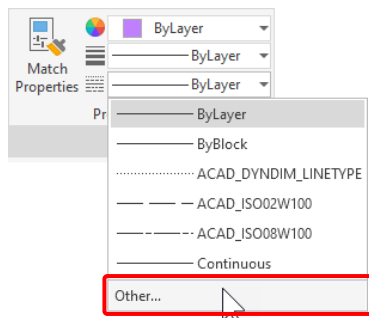 ByLayer
ByLayer
Match
Properties
ByLayer
Pr
ByLayer
ByBlock
ACAD_DYNDIM_LINETYPE
ACAD_ISO02W100
ACAD_ISO08W100
Continuous
Other...